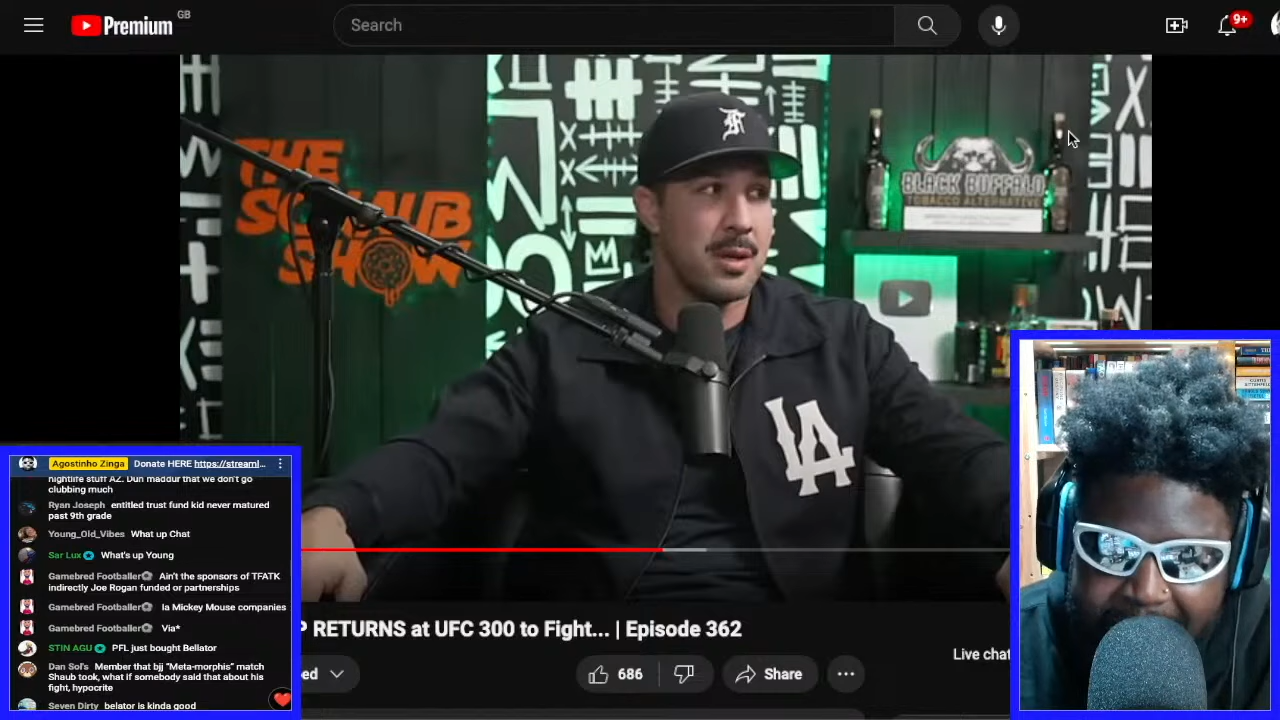 Premium
GB
Search
9+
THE
SCHAUB
SHOW
BLACK BUFFALO
TOBACCO ALTERNATIVE
LA
P RETURNS at UFC 300 to Fight... | Episode 362
ed
686
Share
Live chat
Agostinho Zinga Donate HERE https://streaml...
nightlife stuff AZ. Dun maddur that we don't go
clubbing much
Ryan Joseph entitled trust fund kid never matured
past 9th grade
Young_Old_Vibes What up Chat
Sar Lux What's up Young
Gamebred Footballer Ain't the sponsors of TFATK
indirectly Joe Rogan funded or partnerships
Gamebred Footballer Ia Mickey Mouse companies
Gamebred Footballer Via*
STIN AGU PFL just bought Bellator
Dan Sol's Member that bjj "Meta-morphis" match
Shaub took, what if somebody said that about his
fight, hypocrite
Seven Dirty belator is kinda good